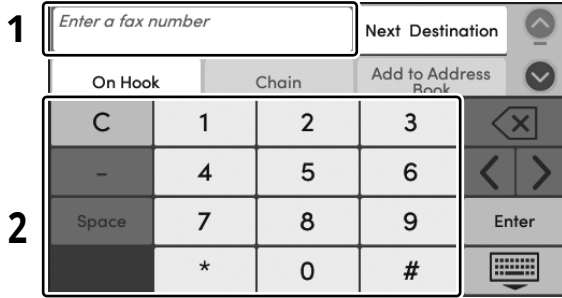 1
Enter a fax number
Next Destination
On Hook
Chain
Add to Address
Book
C 1 2 3
- 4 5 6
2
Space 7 8 9 Enter
* 0 #